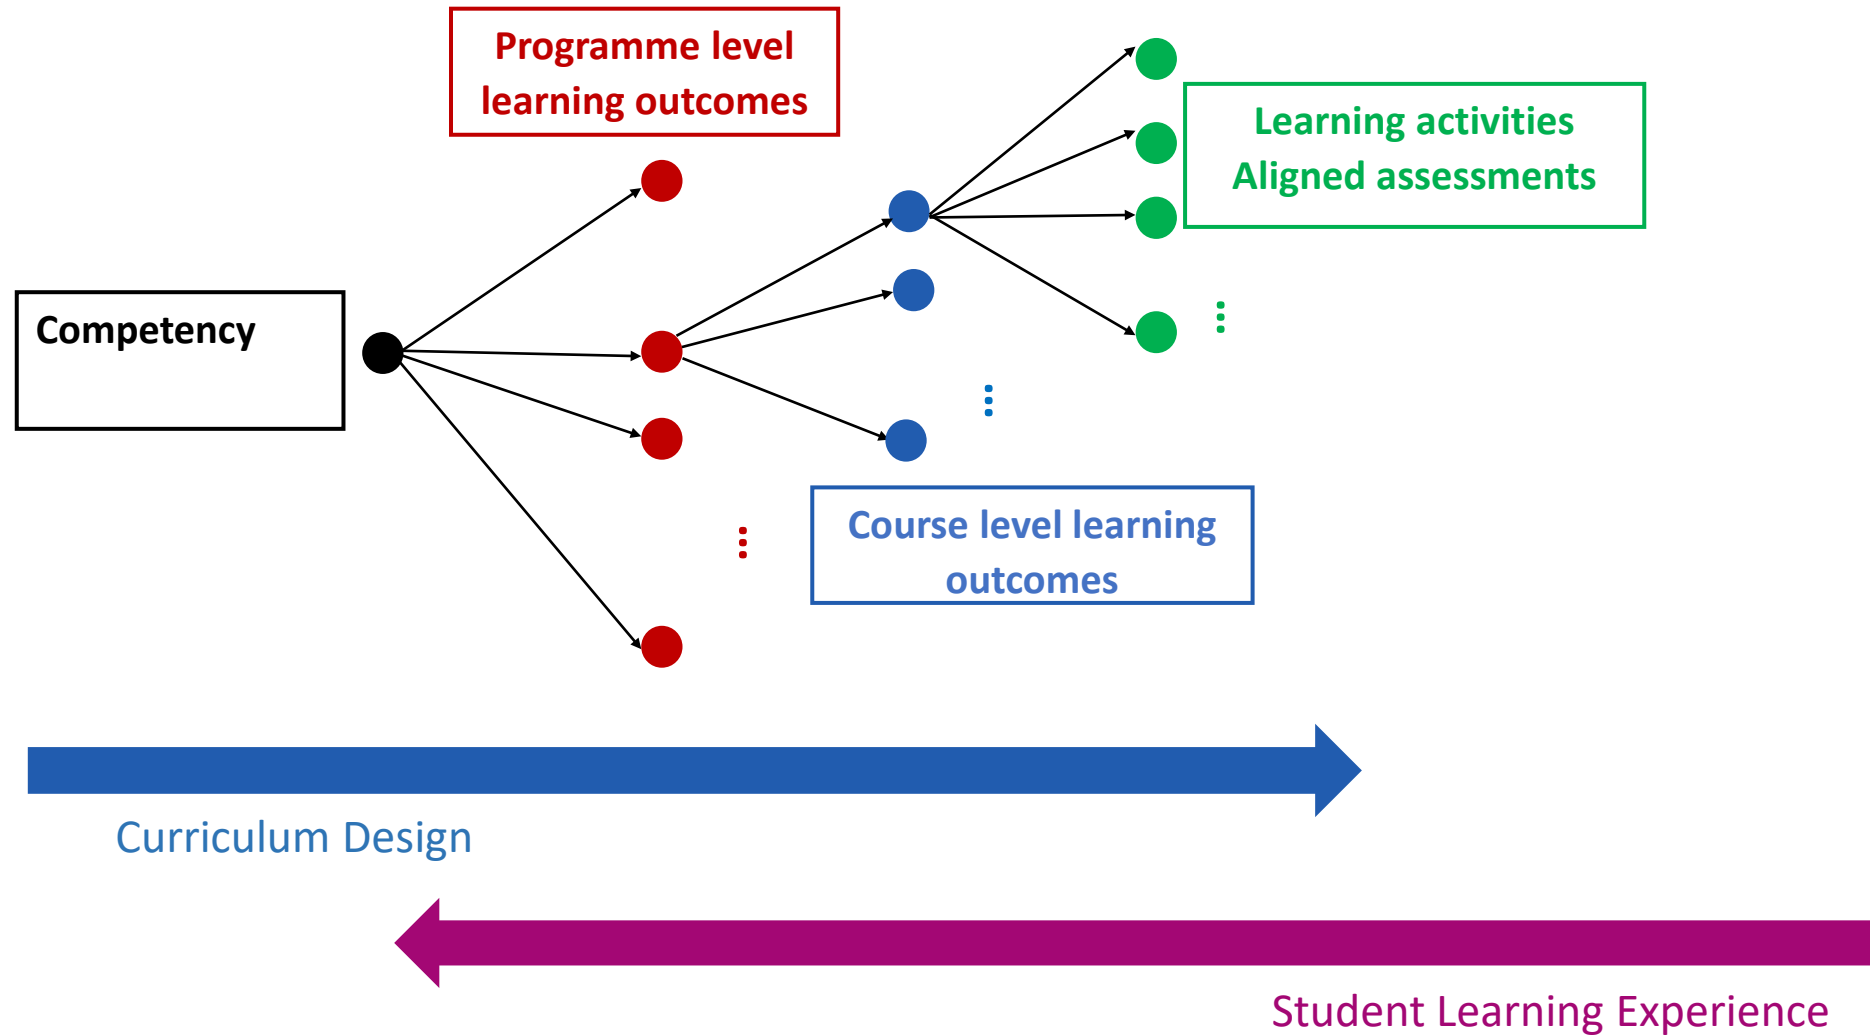 Programme level
learning outcomes
Learning activities
Aligned assessments
Competency
Course level learning
outcomes
Curriculum Design
Student Learning Experience